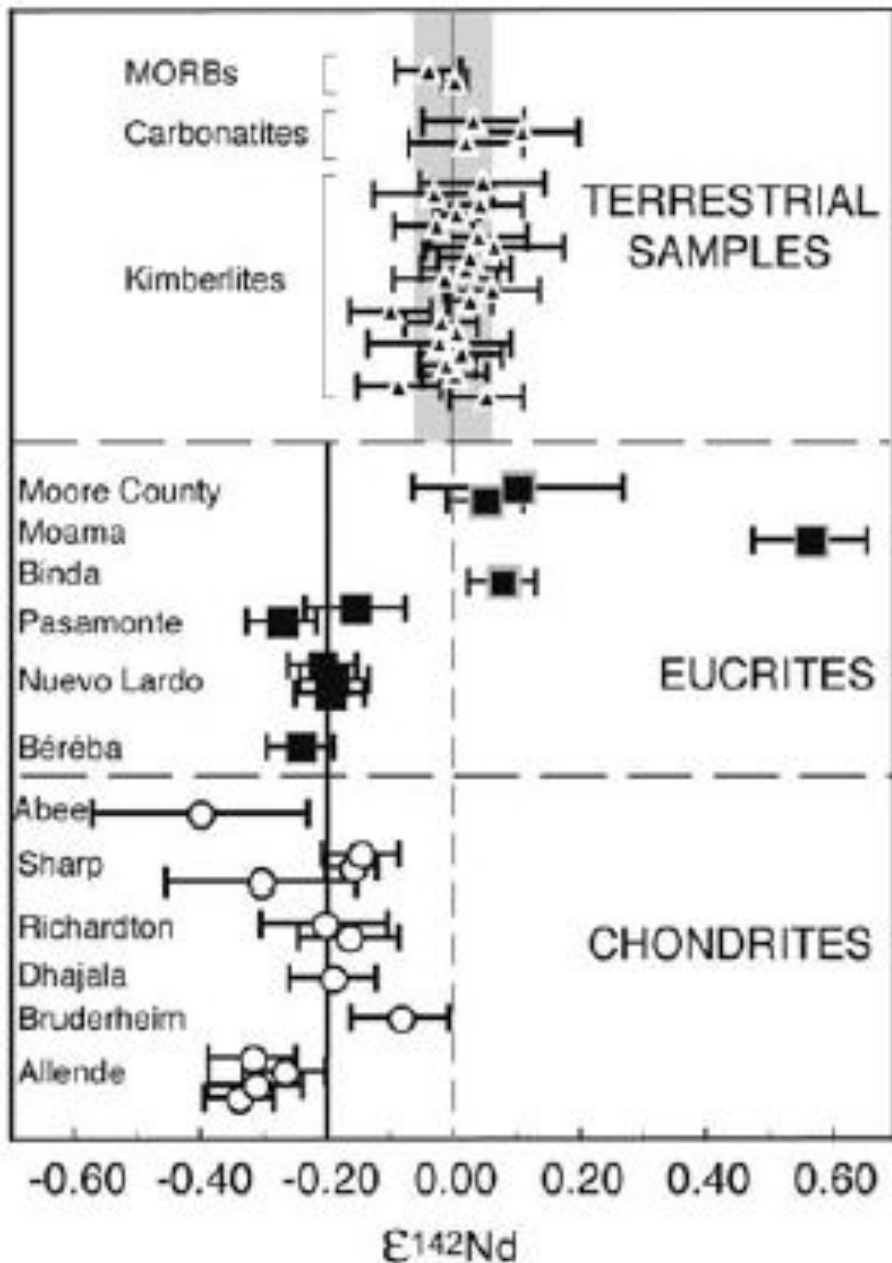 MORBs
Carbonatites
Kimberlites
TERRESTRIAL
SAMPLES
Moore County
Moama
Binda
Pasamonte
Nuevo Lardo
Béréba
EUCRITES
Abee
Sharp
Richardton
Dhajala
Bruderheim
Allende
CHONDRITES
-0.60 -0.40 -0.20 0.00 0.20 0.40 0.60
ε¹⁴²Nd